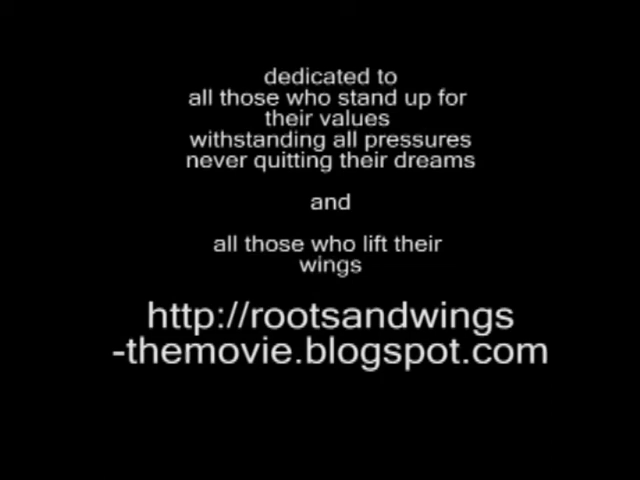 dedicated to
all those who stand up for
their values
withstanding all pressures
never quitting their dreams
and
all those who lift their
wings
http://rootsandwings
-themovie.blogspot.com